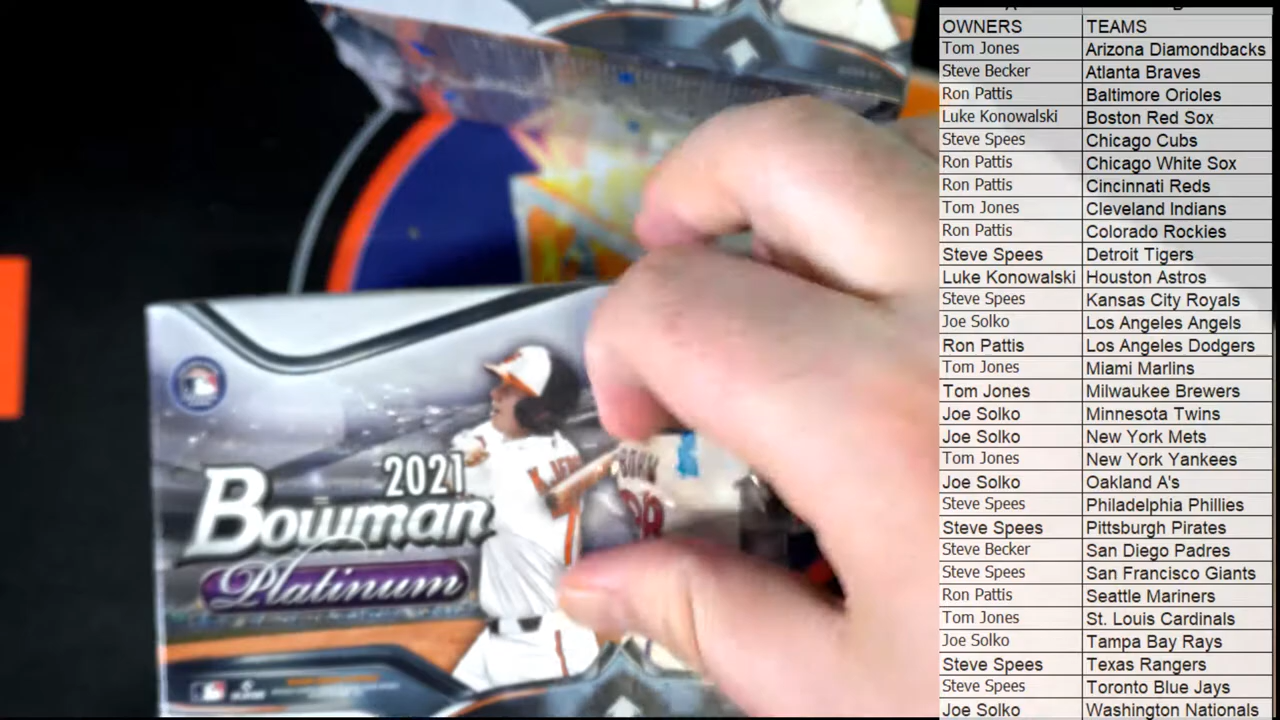 2021
Bowman
Platinum
OWNERS TEAMS
Tom Jones Arizona Diamondbacks
Steve Becker Atlanta Braves
Ron Pattis Baltimore Orioles
Luke Konowalski Boston Red Sox
Steve Spees Chicago Cubs
Ron Pattis Chicago White Sox
Ron Pattis Cincinnati Reds
Tom Jones Cleveland Indians
Ron Pattis Colorado Rockies
Steve Spees Detroit Tigers
Luke Konowalski Houston Astros
Steve Spees Kansas City Royals
Joe Solko Los Angeles Angels
Ron Pattis Los Angeles Dodgers
Tom Jones Miami Marlins
Tom Jones Milwaukee Brewers
Joe Solko Minnesota Twins
Joe Solko New York Mets
Tom Jones New York Yankees
Joe Solko Oakland A's
Steve Spees Philadelphia Phillies
Steve Spees Pittsburgh Pirates
Steve Becker San Diego Padres
Steve Spees San Francisco Giants
Ron Pattis Seattle Mariners
Tom Jones St. Louis Cardinals
Joe Solko Tampa Bay Rays
Steve Spees Texas Rangers
Steve Spees Toronto Blue Jays
Joe Solko Washington Nationals